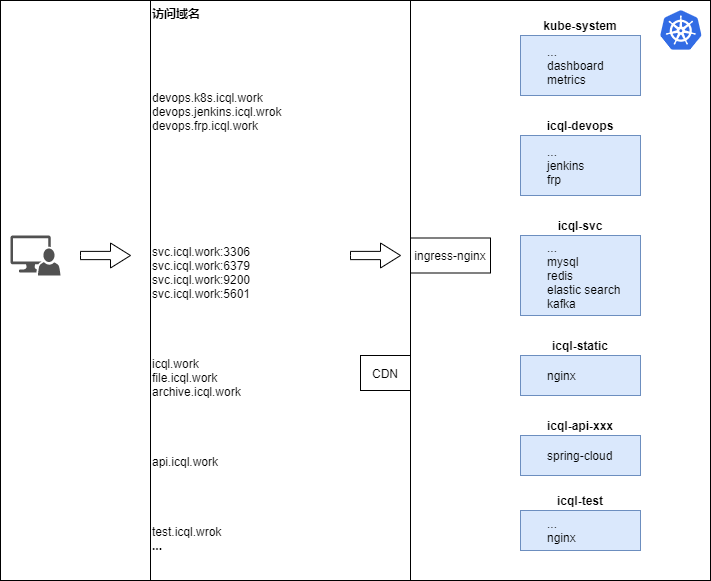 访问域名
devops.k8s.icql.work
devops.jenkins.icql.wrok
devops.frp.icql.work
svc.icql.work:3306
svc.icql.work:6379
svc.icql.work:9200
svc.icql.work:5601
icql.work
file.icql.work
archive.icql.work
api.icql.work
test.icql.wrok
...
CDN
ingress-nginx
kube-system
...
dashboard
metrics
icql-devops
...
jenkins
frp
icql-svc
...
mysql
redis
elastic search
kafka
icql-static
nginx
icql-api-xxx
spring-cloud
icql-test
...
nginx